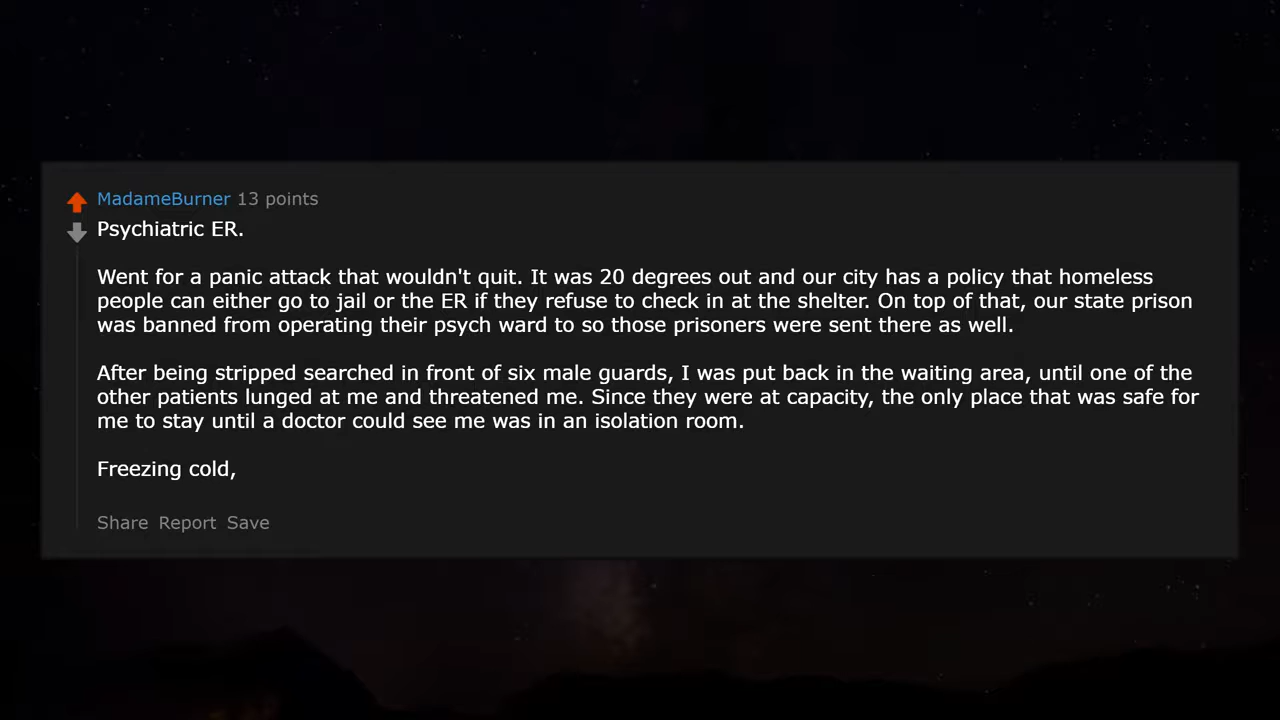 MadameBurner 13 points
Psychiatric ER.
Went for a panic attack that wouldn't quit. It was 20 degrees out and our city has a policy that homeless
people can either go to jail or the ER if they refuse to check in at the shelter. On top of that, our state prison
was banned from operating their psych ward to so those prisoners were sent there as well.
After being stripped searched in front of six male guards, I was put back in the waiting area, until one of the
other patients lunged at me and threatened me. Since they were at capacity, the only place that was safe for
me to stay until a doctor could see me was in an isolation room.
Freezing cold,
Share Report Save